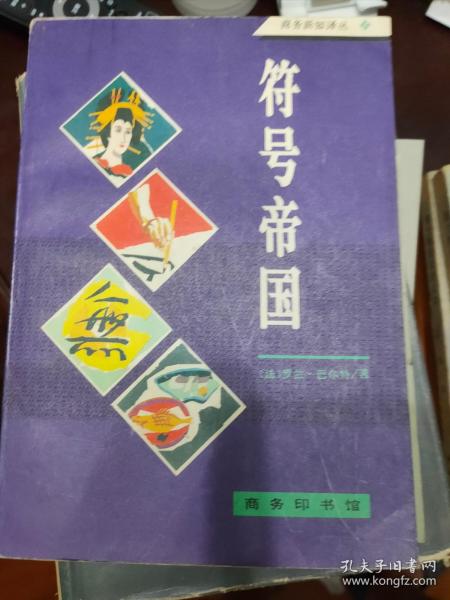 商务新知译丛
符号帝国
〔法〕罗兰·巴尔特/著
商务印书馆
孔夫子旧书网
www.kongfz.com